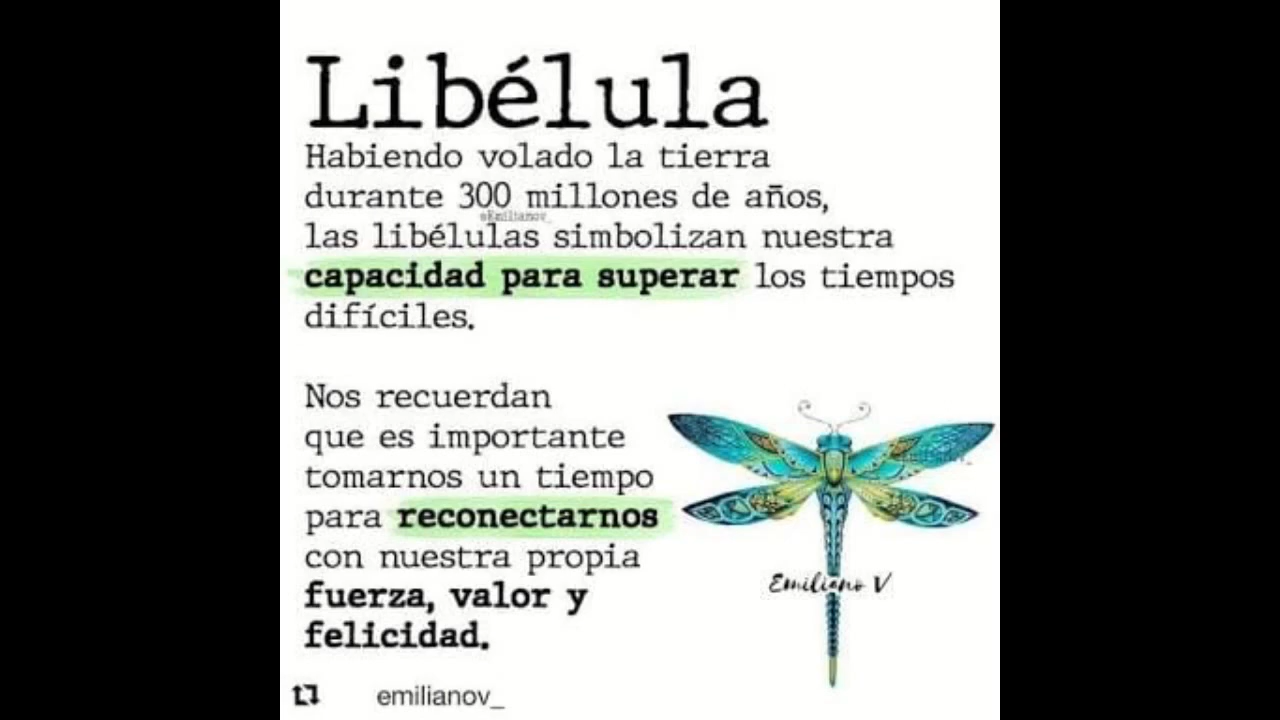 Libélula
Habiendo volado la tierra
durante 300 millones de años,
@Emilianov_
las libélulas simbolizan nuestra
capacidad para superar los tiempos
difíciles.
Nos recuerdan
que es importante
tomarnos un tiempo
para reconectarnos
con nuestra propia
fuerza, valor y
felicidad.
Emiliano V
emilianov_